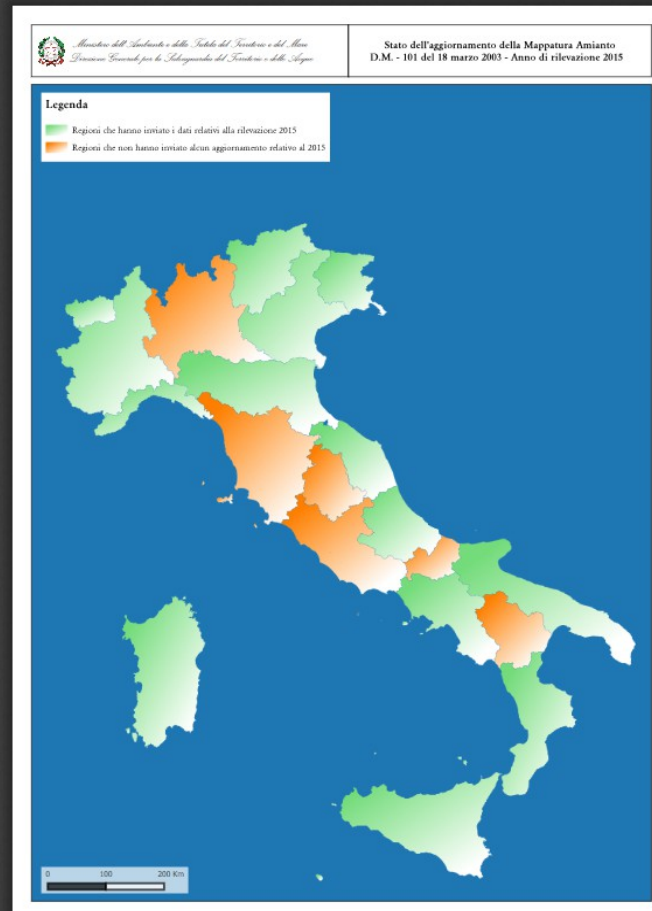 Ministero dell'Ambiente e della Tutela del Territorio e del Mare
Direzione Generale per la Salvaguardia del Territorio e delle Acque
Stato dell'aggiornamento della Mappatura Amianto
D.M. - 101 del 18 marzo 2003 - Anno di rilevazione 2015
Legenda
Regioni che hanno inviato i dati relativi alla rilevazione 2015
Regioni che non hanno inviato alcun aggiornamento relativo al 2015
0 100 200 Km